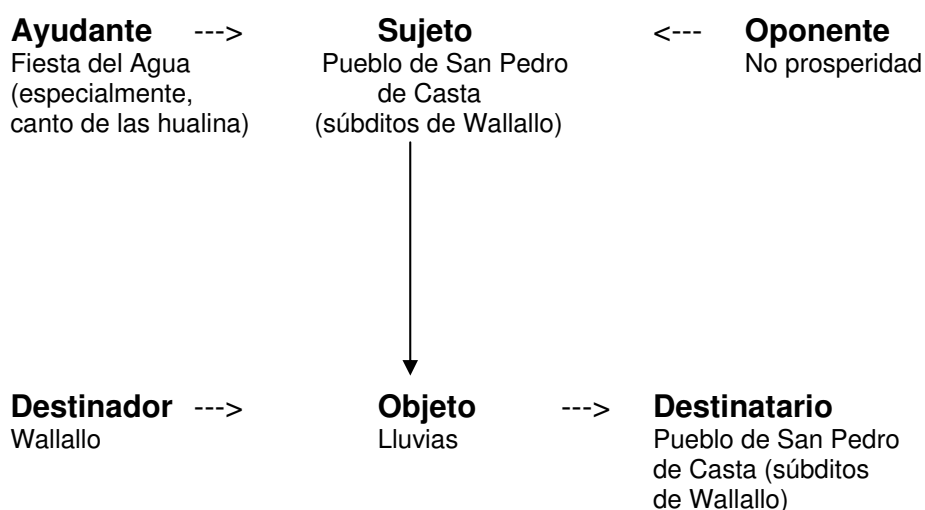 Ayudante ---> Sujeto <--- Oponente
Fiesta del Agua Pueblo de San Pedro No prosperidad
(especialmente, de Casta
canto de las hualina) (súbditos de Wallallo)
Destinador ---> Objeto ---> Destinatario
Wallallo Lluvias Pueblo de San Pedro
de Casta (súbditos
de Wallallo)